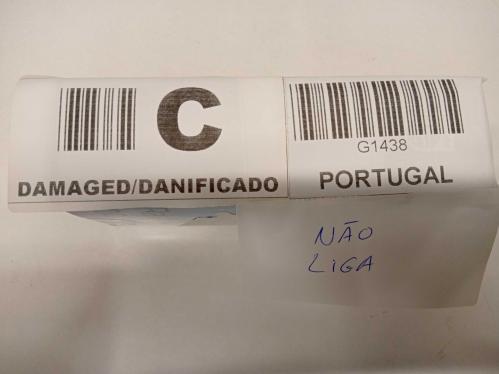 C
DAMAGED/DANIFICADO
G1438
PORTUGAL
NÃO
LIGA